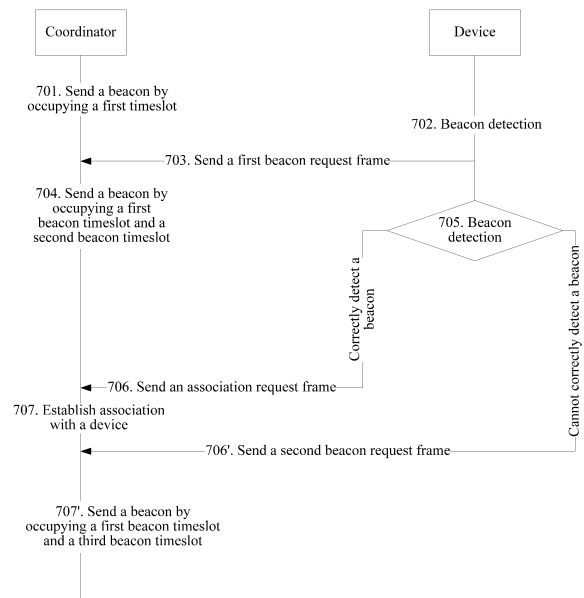 Coordinator
Device
701. Send a beacon by
occupying a first timeslot
702. Beacon detection
703. Send a first beacon request frame
704. Send a beacon by
occupying a first
beacon timeslot and a
second beacon timeslot
705. Beacon
detection
Correctly detect a
beacon
Cannot correctly detect a beacon
706. Send an association request frame
707. Establish association
with a device
706'. Send a second beacon request frame
707'. Send a beacon by
occupying a first beacon timeslot
and a third beacon timeslot